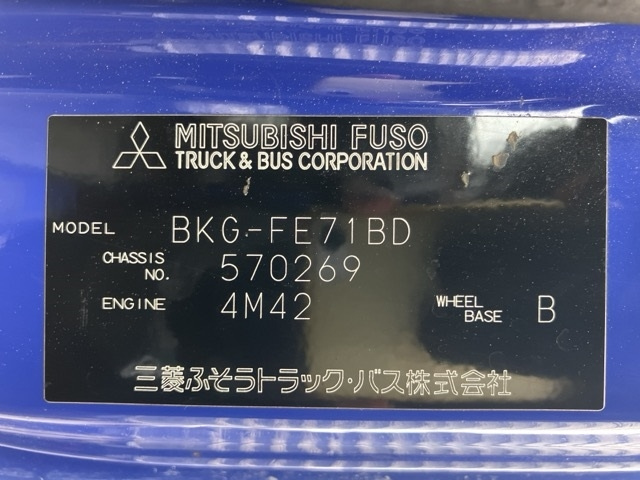 MITSUBISHI FUSO
TRUCK & BUS CORPORATION
MODEL BKG-FE71BD
CHASSIS NO. 570269
ENGINE 4M42 WHEEL BASE B
三菱ふそうトラック・バス株式会社